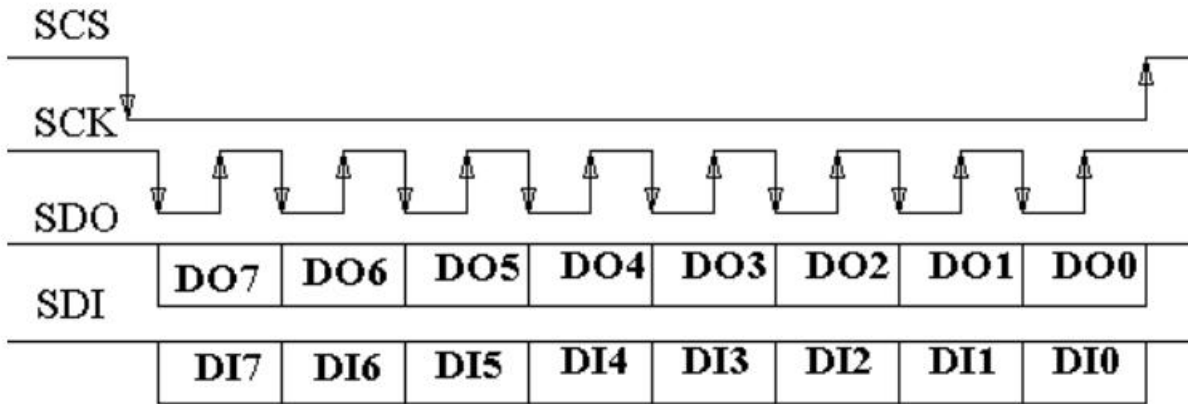 SCS
SCK
SDO
DO7 DO6 DO5 DO4 DO3 DO2 DO1 DO0
SDI
DI7 DI6 DI5 DI4 DI3 DI2 DI1 DI0